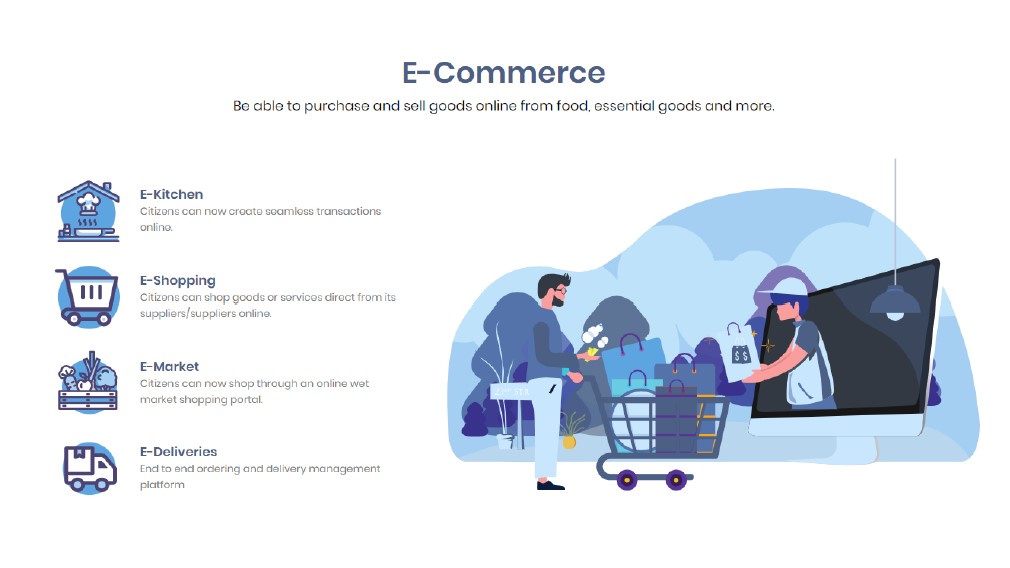 E-Commerce
Be able to purchase and sell goods online from food, essential goods and more.
E-Kitchen
Citizens can now create seamless transactions
online.
E-Shopping
Citizens can shop goods or services direct from its
suppliers/suppliers online.
E-Market
Citizens can now shop through an online wet
market shopping portal.
E-Deliveries
End to end ordering and delivery management
platform
$ $